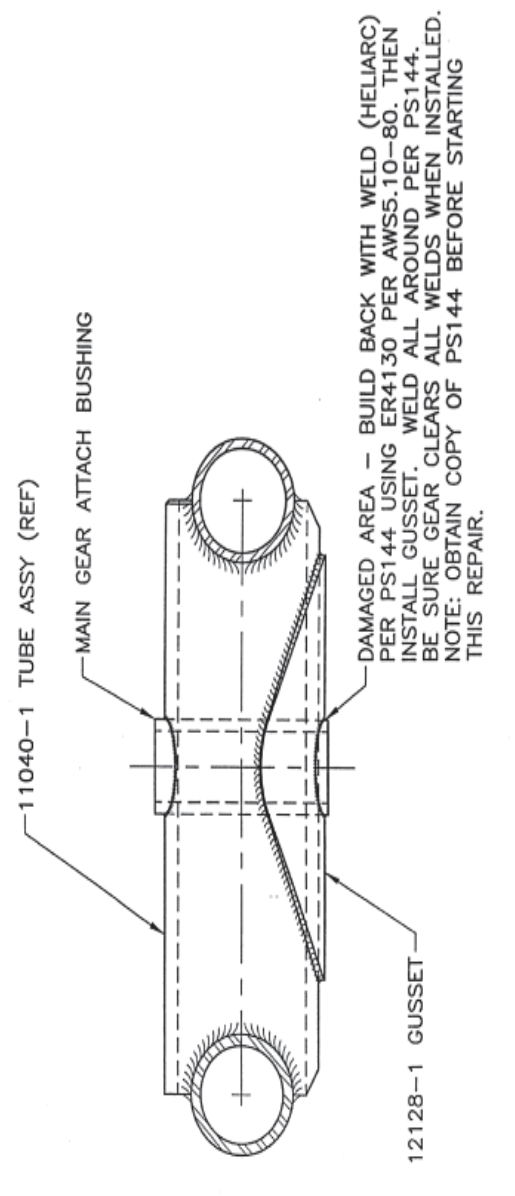 11040-1 TUBE ASSY (REF)
MAIN GEAR ATTACH BUSHING
DAMAGED AREA - BUILD BACK WITH WELD (HELIARC)
PER PS144 USING ER4130 PER AWS5.10-80. THEN
INSTALL GUSSET. WELD ALL AROUND PER PS144.
BE SURE GEAR CLEARS ALL WELDS WHEN INSTALLED.
NOTE: OBTAIN COPY OF PS144 BEFORE STARTING
THIS REPAIR.
12128-1 GUSSET